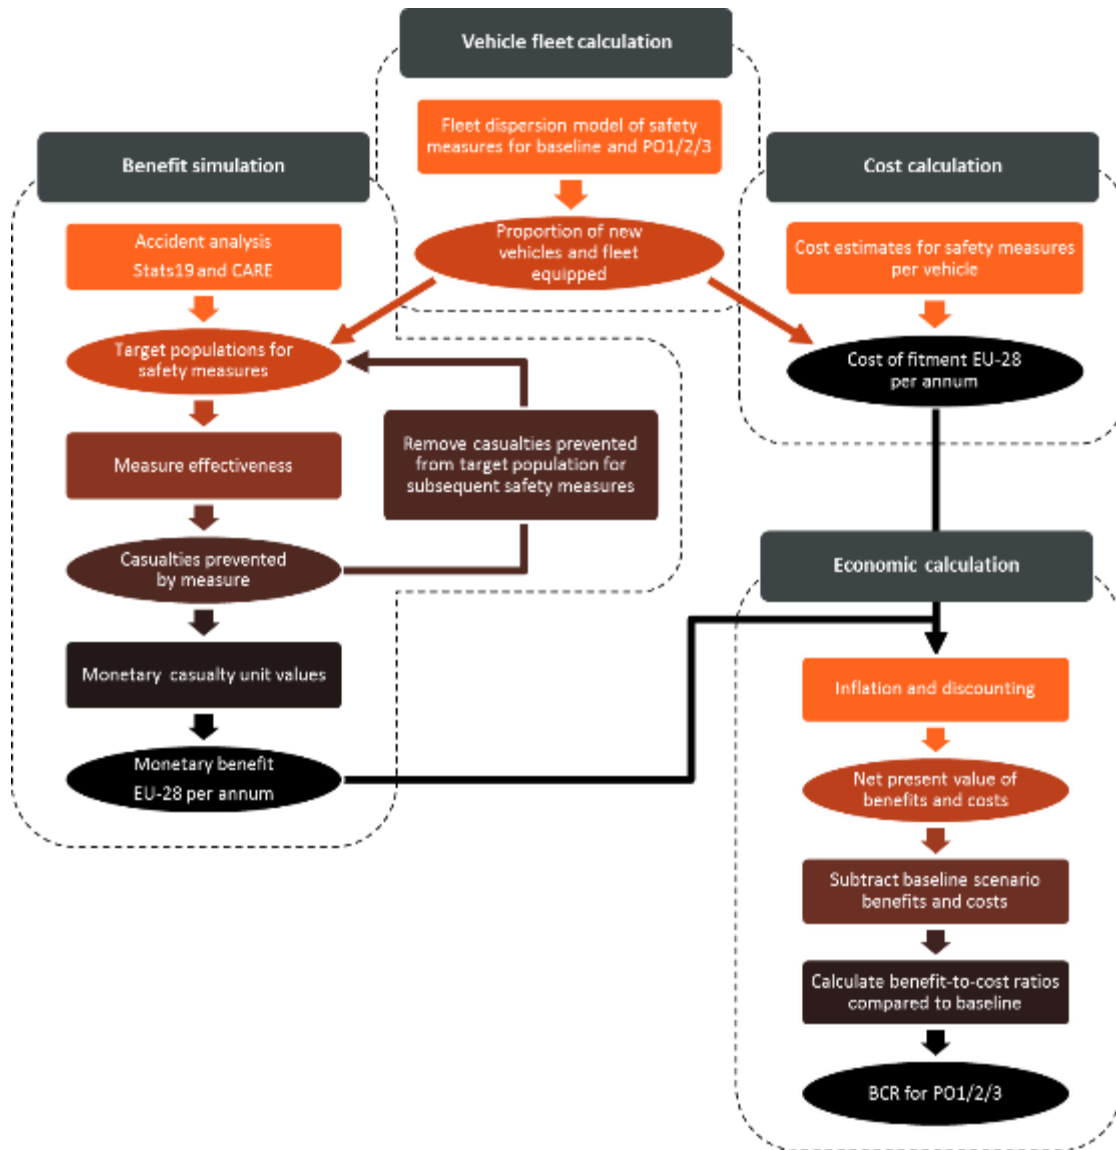 Vehicle fleet calculation
Fleet dispersion model of safety
measures for baseline and PO1/2/3
Proportion of new
vehicles and fleet
equipped
Benefit simulation
Accident analysis
Stats19 and CARE
Target populations for
safety measures
Measure effectiveness
Casualties prevented
by measure
Remove casualties prevented
from target population for
subsequent safety measures
Monetary casualty unit values
Monetary benefit
EU-28 per annum
Cost calculation
Cost estimates for safety measures
per vehicle
Cost of fitment EU-28
per annum
Economic calculation
Inflation and discounting
Net present value of
benefits and costs
Subtract baseline scenario
benefits and costs
Calculate benefit-to-cost ratios
compared to baseline
BCR for PO1/2/3